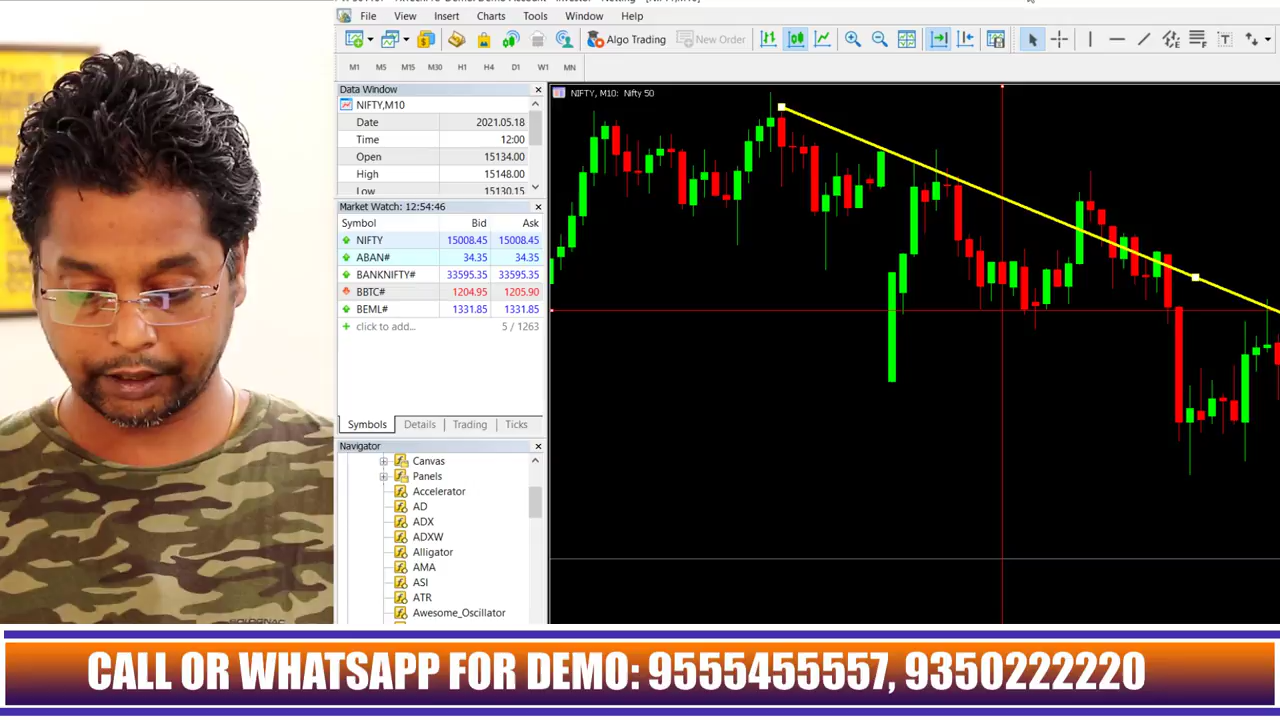 File View Insert Charts Tools Window Help
Algo Trading New Order
M1 M5 M15 M30 H1 H4 D1 W1 MN
Data Window
NIFTY,M10
Date 2021.05.18
Time 12:00
Open 15134.00
High 15148.00
Low 15130.15
Market Watch: 12:54:46
Symbol Bid Ask
NIFTY 15008.45 15008.45
ABAN# 34.35 34.35
BANKNIFTY# 33595.35 33595.35
BBTC# 1204.95 1205.90
BEML# 1331.85 1331.85
click to add... 5 / 1263
Symbols Details Trading Ticks
Navigator
Canvas
Panels
Accelerator
AD
ADX
ADXW
Alligator
AMA
ASI
ATR
Awesome_Oscillator
NIFTY, M10: Nifty 50
CALL OR WHATSAPP FOR DEMO: 9555455557, 9350222220